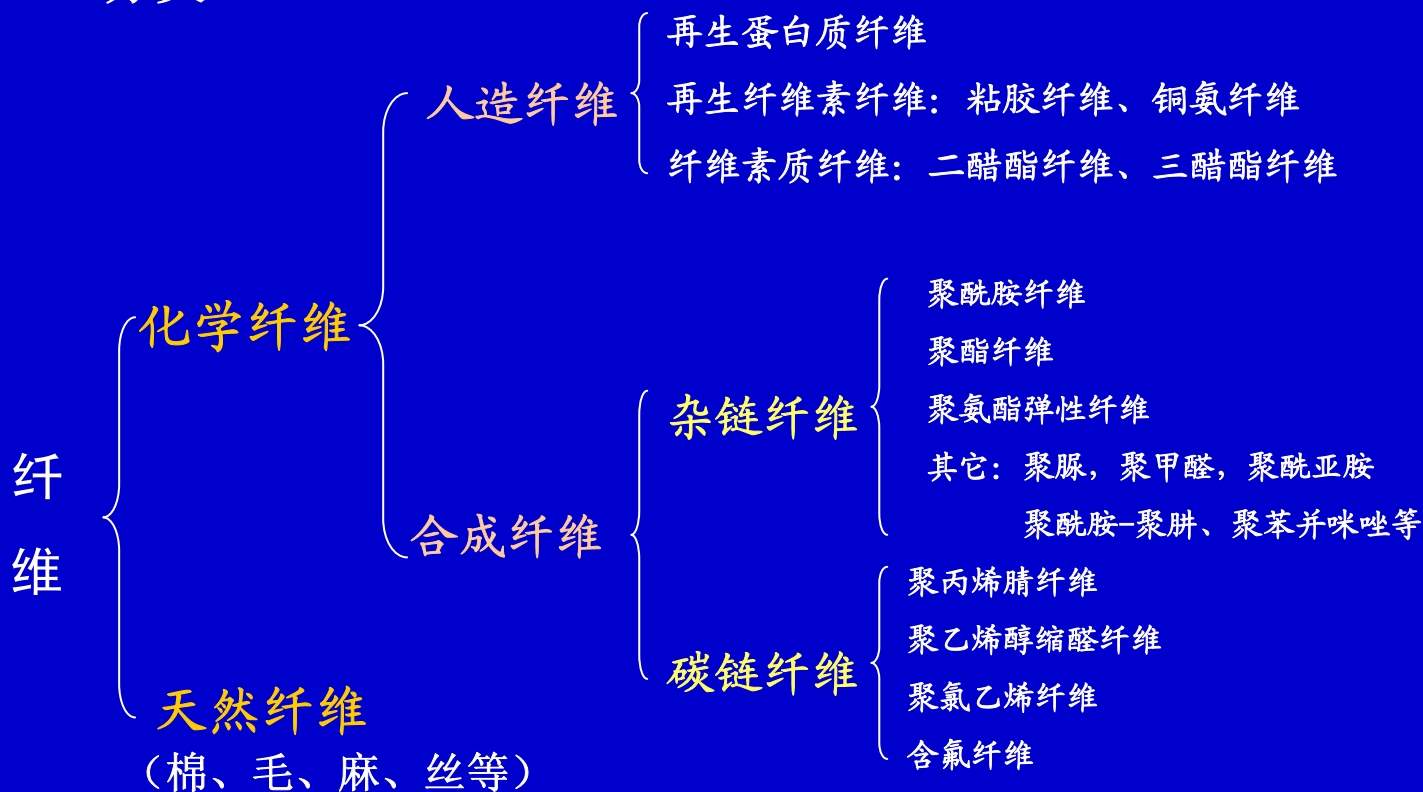 再生蛋白质纤维
人造纤维
再生纤维素纤维：粘胶纤维、铜氨纤维
纤维素质纤维：二醋酯纤维、三醋酯纤维
化学纤维
聚酰胺纤维
聚酯纤维
杂链纤维
聚氨酯弹性纤维
其它：聚脲，聚甲醛，聚酰亚胺
聚酰胺-聚肼、聚苯并咪唑等
纤维
合成纤维
聚丙烯腈纤维
聚乙烯醇缩醛纤维
碳链纤维
聚氯乙烯纤维
含氟纤维
天然纤维
（棉、毛、麻、丝等）